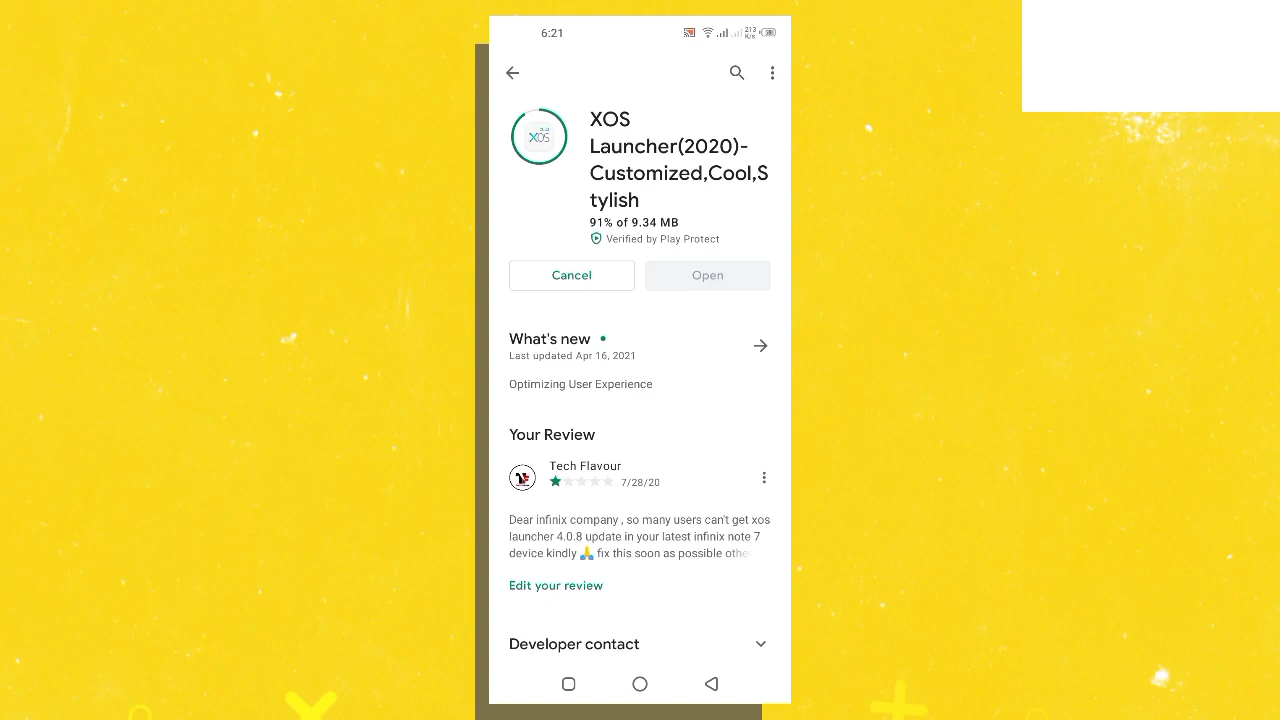 6:21
213
K/s
XOS
Launcher(2020)-
Customized,Cool,S
tylish
91% of 9.34 MB
Verified by Play Protect
Cancel
Open
What's new
Last updated Apr 16, 2021
Optimizing User Experience
Your Review
Tech Flavour
7/28/20
Dear infinix company , so many users can't get xos
launcher 4.0.8 update in your latest infinix note 7
device kindly 🙏 fix this soon as possible othe
Edit your review
Developer contact